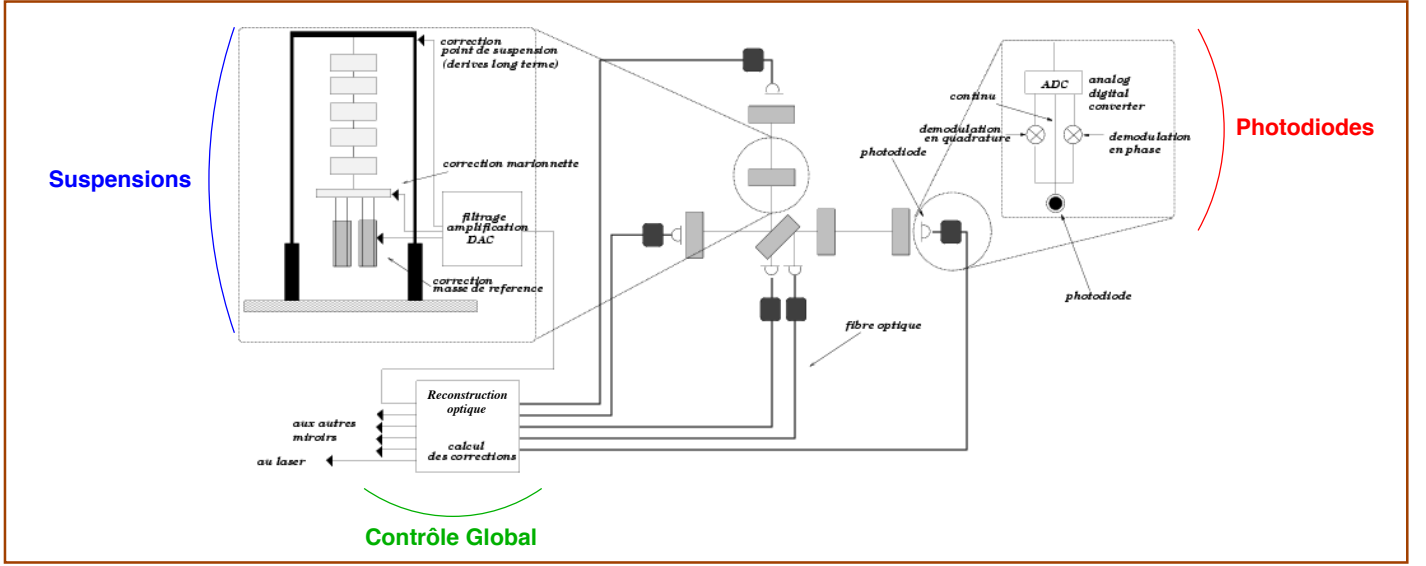 correction
point de suspension
(derives long terme)
Suspensions
correction marionnette
filtrage
amplification
DAC
correction
masse de reference
ADC
analog
digital
converter
continu
demodulation
en quadrature
demodulation
en phase
photodiode
photodiode
Photodiodes
fibre optique
Reconstruction
optique
calcul
des corrections
aux autres
miroirs
au laser
Contrôle Global